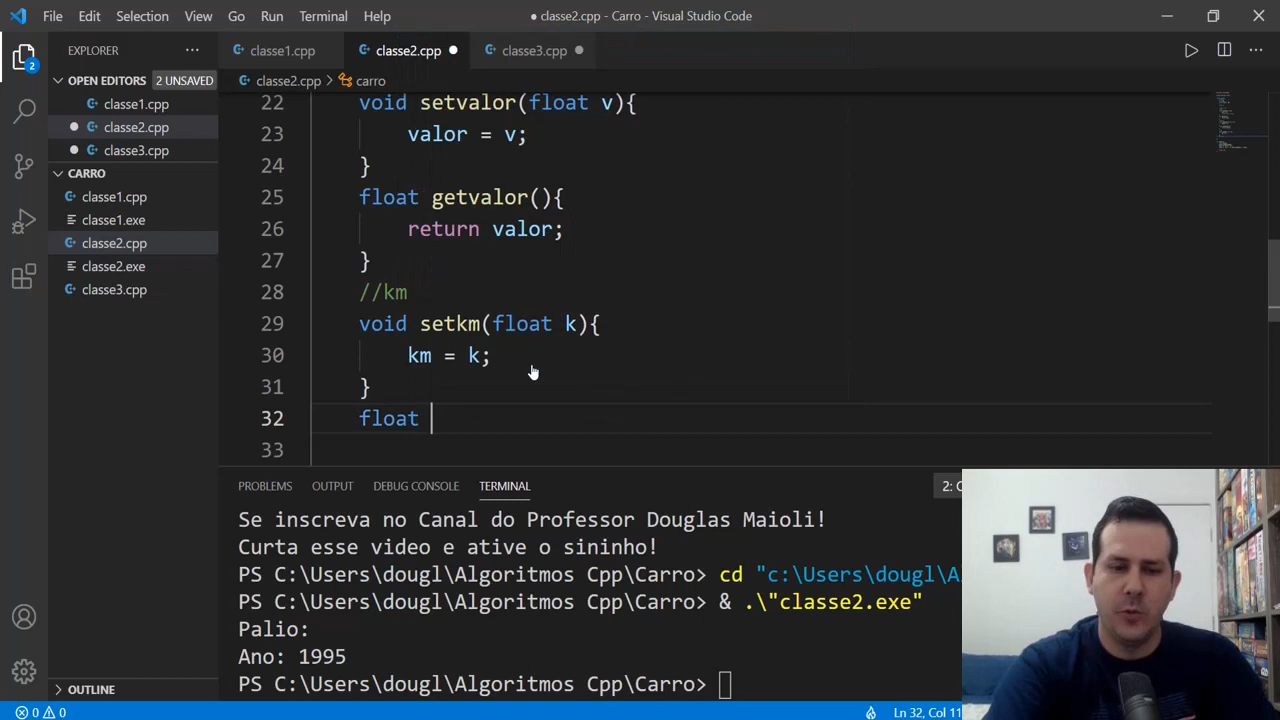 File Edit Selection View Go Run Terminal Help ● classe2.cpp - Carro - Visual Studio Code
EXPLORER ··· classe1.cpp classe2.cpp ● classe3.cpp ●
OPEN EDITORS 2 UNSAVED
classe1.cpp
● classe2.cpp
● classe3.cpp
CARRO
classe1.cpp
classe1.exe
classe2.cpp
classe2.exe
classe3.cpp
OUTLINE
2
classe2.cpp > carro
22 void setvalor(float v){
23 valor = v;
24 }
25 float getvalor(){
26 return valor;
27 }
28 //km
29 void setkm(float k){
30 km = k;
31 }
32 float
33
PROBLEMS OUTPUT DEBUG CONSOLE TERMINAL 2: C
Se inscreva no Canal do Professor Douglas Maioli!
Curta esse video e ative o sininho!
PS C:\Users\dougl\Algoritmos Cpp\Carro> cd "c:\Users\dougl\A
PS C:\Users\dougl\Algoritmos Cpp\Carro> & .\"classe2.exe"
Palio:
Ano: 1995
PS C:\Users\dougl\Algoritmos Cpp\Carro>
0 0 Ln 32, Col 11